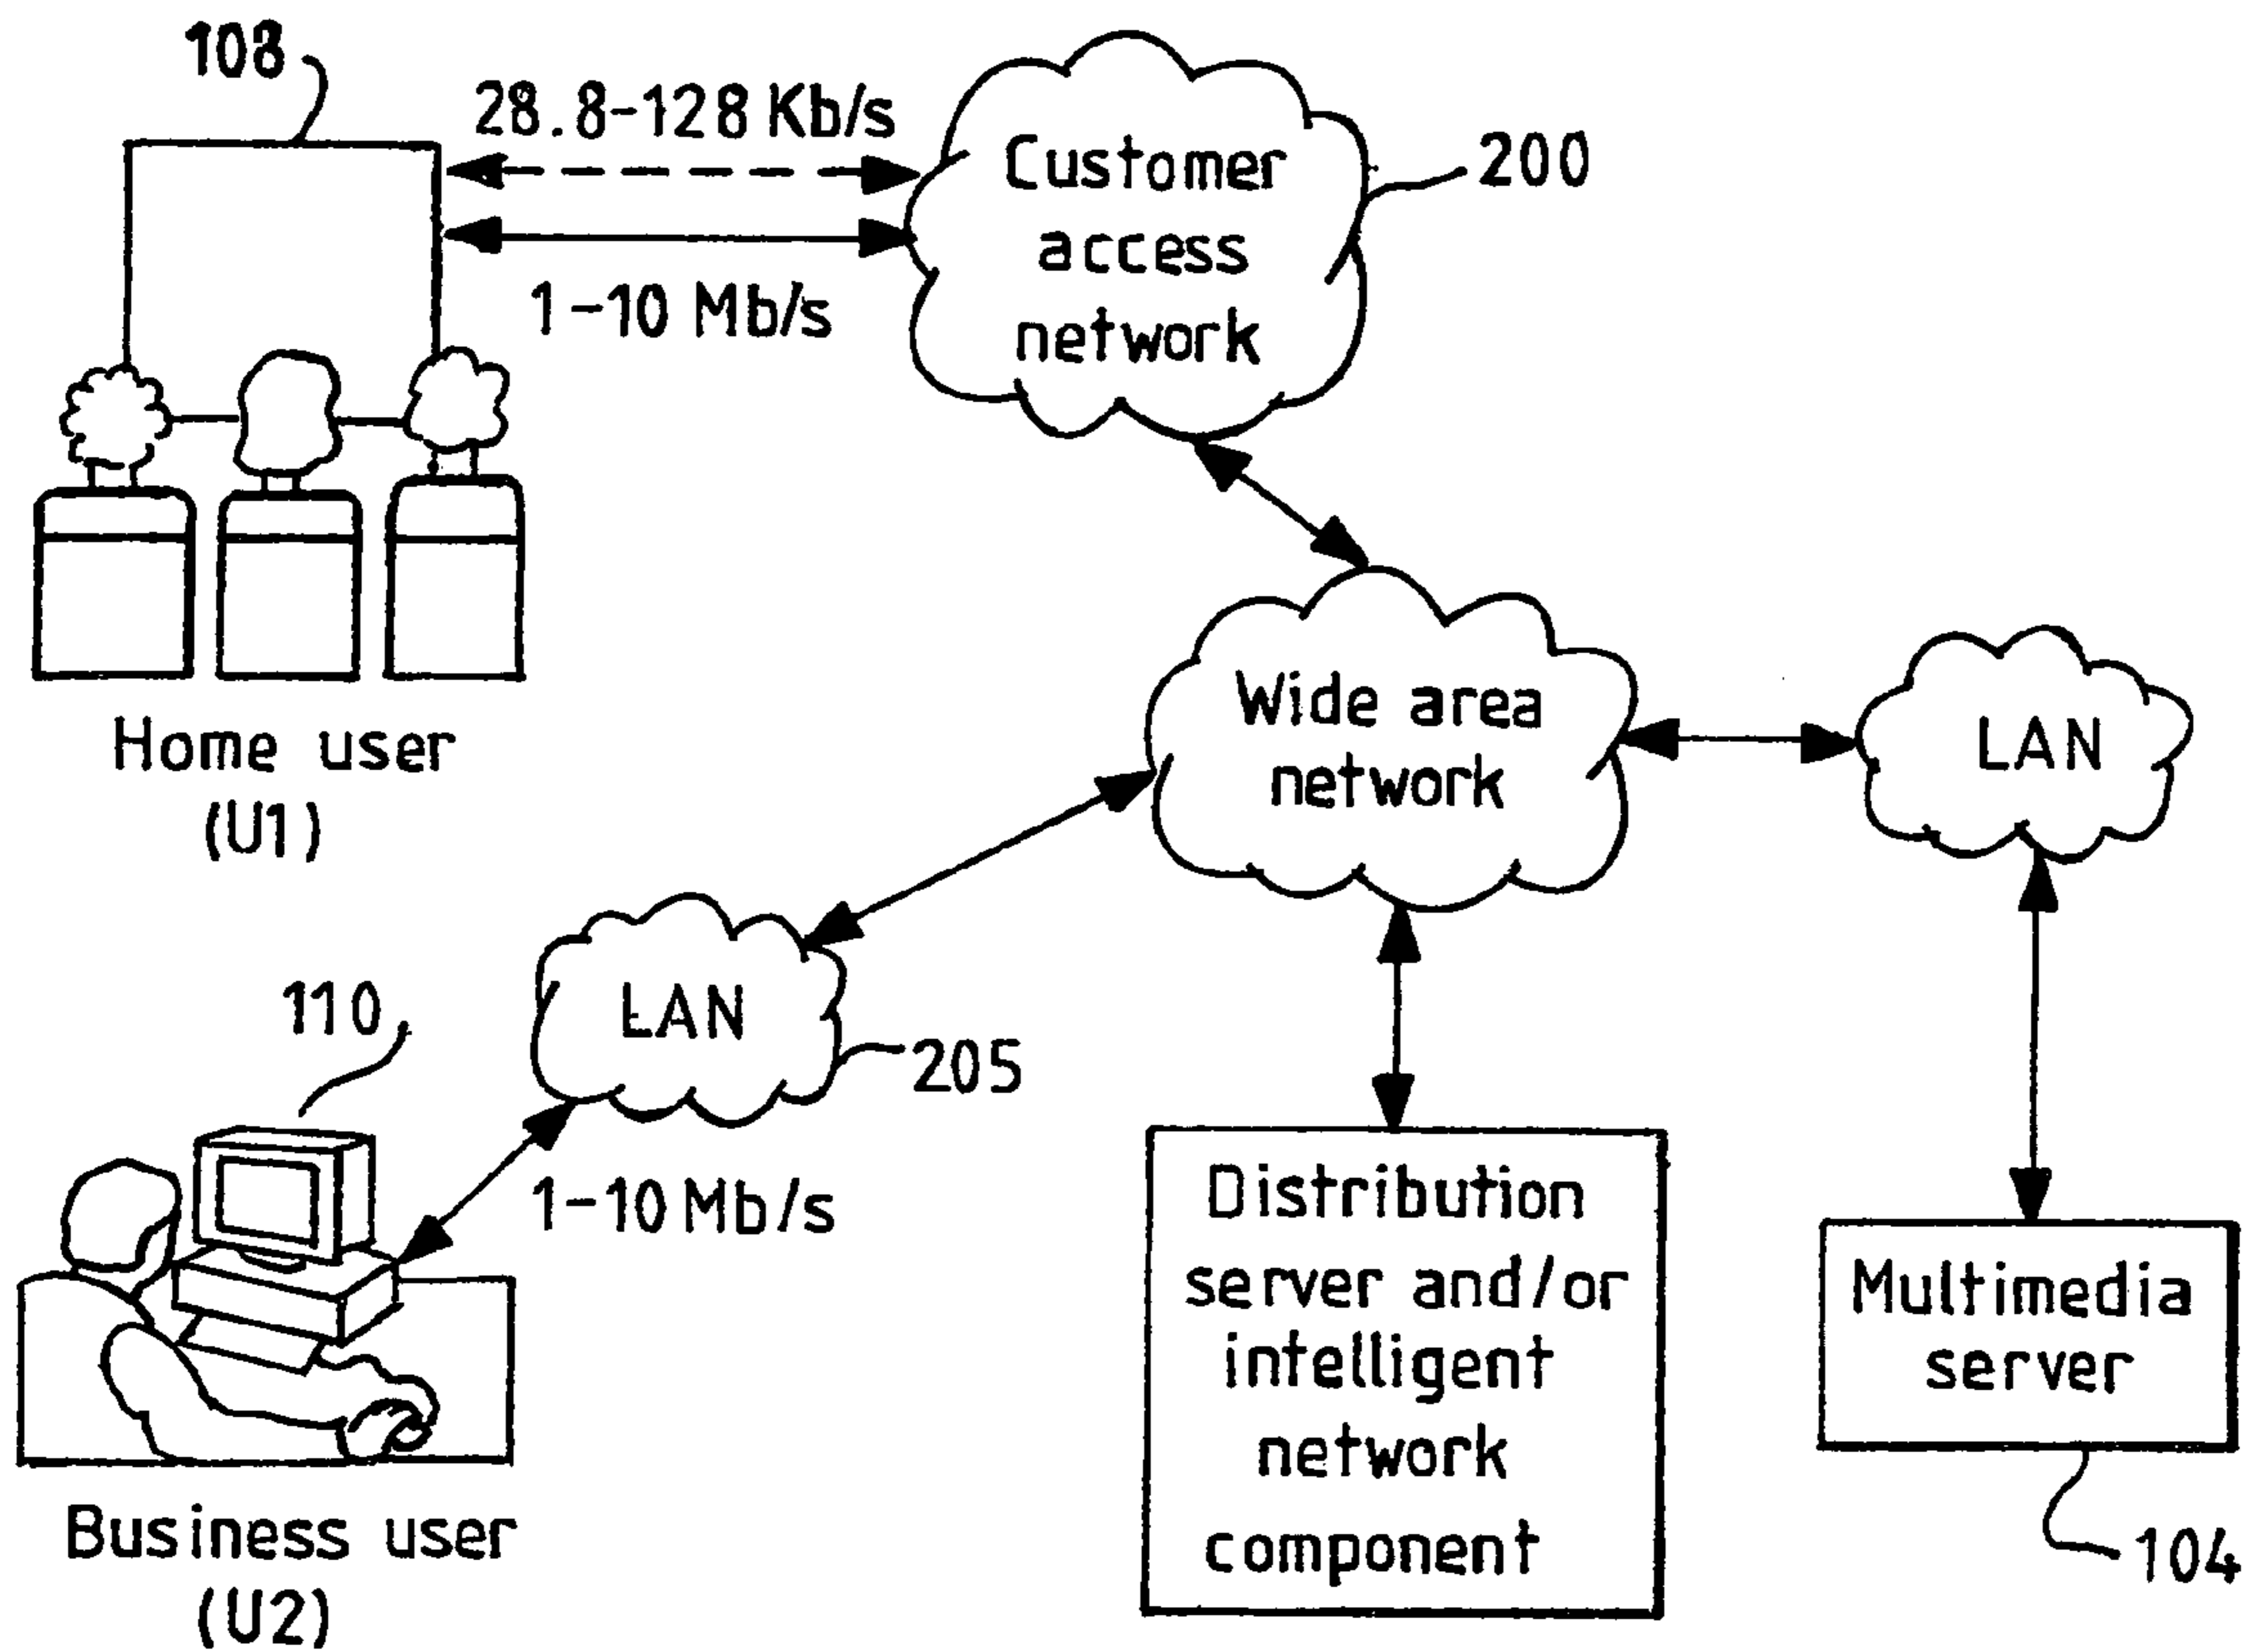 108
28.8-128 Kb/s
1-10 Mb/s
Customer
access
network
200
Home user
(U1)
Wide area
network
LAN
LAN
205
110
1-10 Mb/s
Business user
(U2)
Distribution
server and/or
intelligent
network
component
Multimedia
server
104